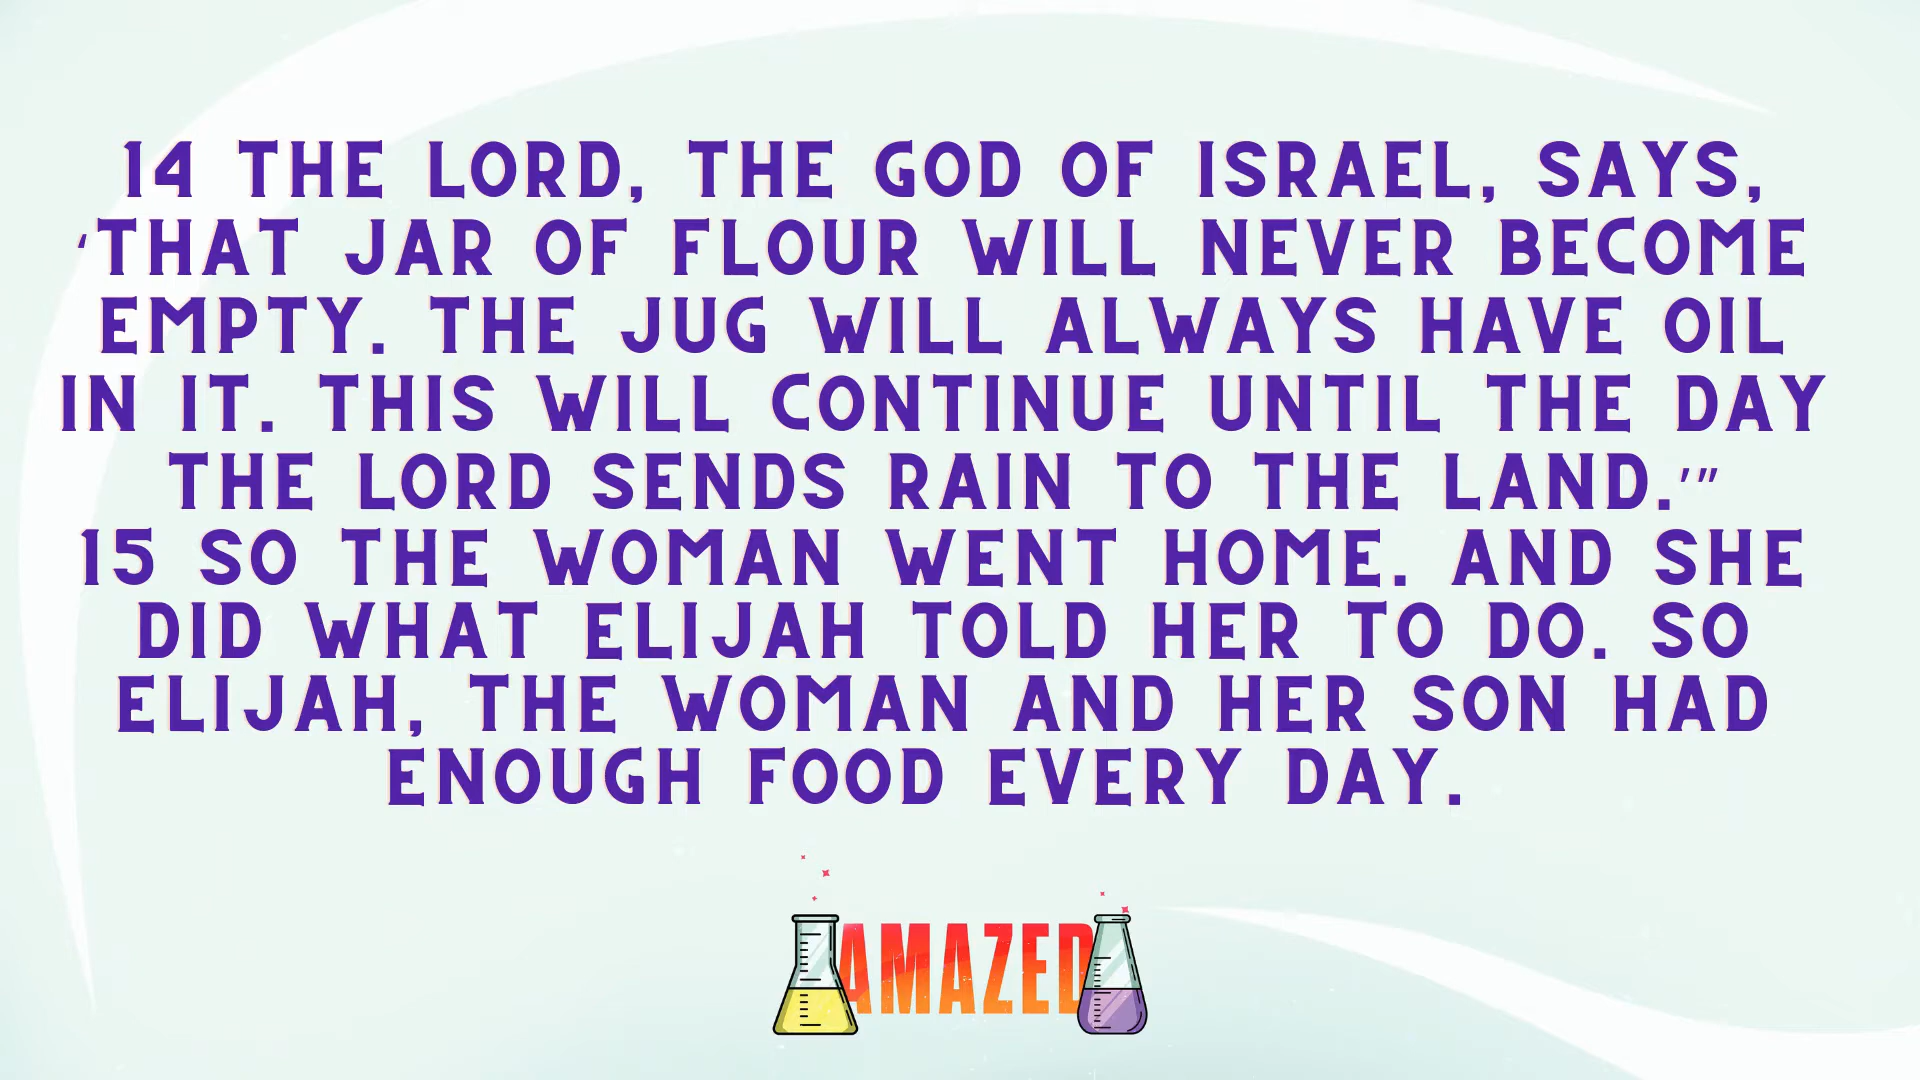 14 THE LORD, THE GOD OF ISRAEL, SAYS,
‘THAT JAR OF FLOUR WILL NEVER BECOME
EMPTY. THE JUG WILL ALWAYS HAVE OIL
IN IT. THIS WILL CONTINUE UNTIL THE DAY
THE LORD SENDS RAIN TO THE LAND.’”
15 SO THE WOMAN WENT HOME. AND SHE
DID WHAT ELIJAH TOLD HER TO DO. SO
ELIJAH, THE WOMAN AND HER SON HAD
ENOUGH FOOD EVERY DAY.
AMAZED